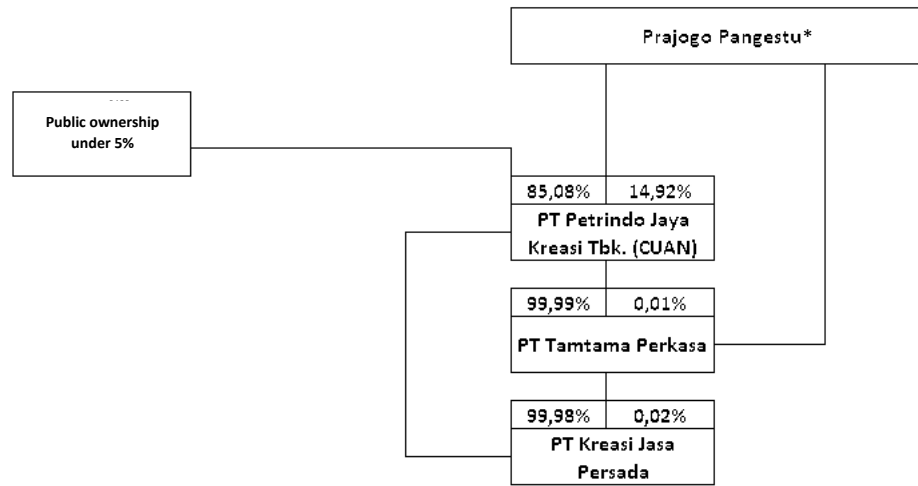 Prajogo Pangestu*
Public ownership
under 5%
85,08% 14,92%
PT Petrindo Jaya
Kreasi Tbk. (CUAN)
99,99% 0,01%
PT Tamtama Perkasa
99,98% 0,02%
PT Kreasi Jasa
Persada